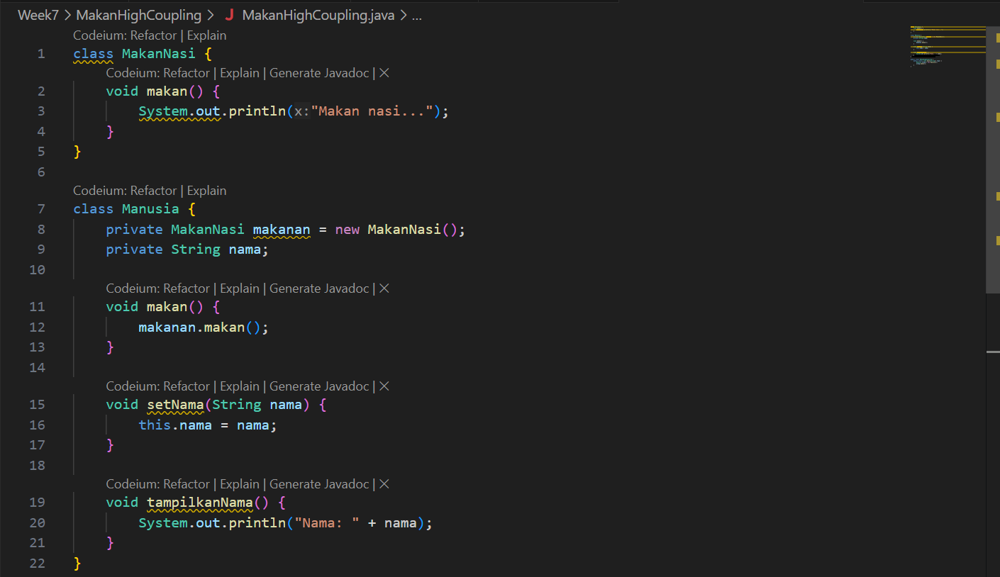 Week7 > MakanHighCoupling > J MakanHighCoupling.java > ...
Codeium: Refactor | Explain
1 class MakanNasi {
Codeium: Refactor | Explain | Generate Javadoc | ×
2 void makan() {
3 System.out.println(x:"Makan nasi...");
4 }
5 }
6
Codeium: Refactor | Explain
7 class Manusia {
8 private MakanNasi makanan = new MakanNasi();
9 private String nama;
10
Codeium: Refactor | Explain | Generate Javadoc | ×
11 void makan() {
12 makanan.makan();
13 }
14
Codeium: Refactor | Explain | Generate Javadoc | ×
15 void setNama(String nama) {
16 this.nama = nama;
17 }
18
Codeium: Refactor | Explain | Generate Javadoc | ×
19 void tampilkanNama() {
20 System.out.println("Nama: " + nama);
21 }
22 }